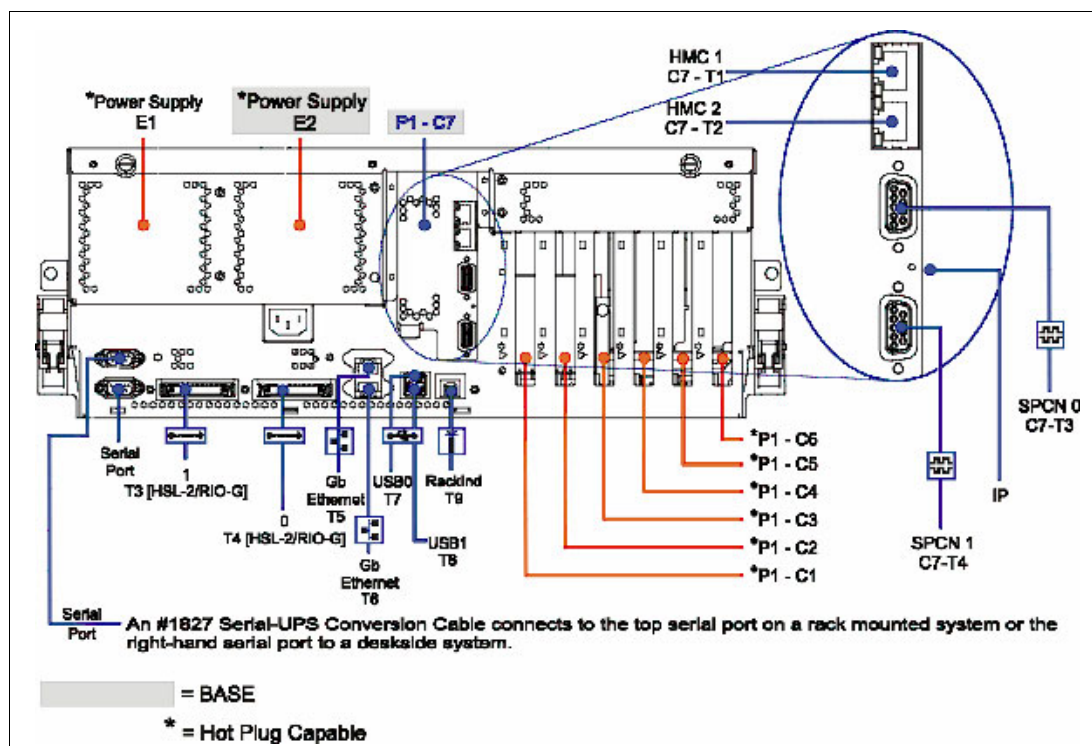 HMC 1
C7 - T1
HMC 2
C7 - T2
*Power Supply
E1
*Power Supply
E2
P1 - C7
SPCN 0
C7-T3
IP
SPCN 1
C7-T4
*P1 - C6
*P1 - C5
*P1 - C4
*P1 - C3
*P1 - C2
*P1 - C1
Serial
Port
1
T3 [HSL-2/RIO-G]
0
T4 [HSL-2/RIO-G]
Gb
Ethernet
T5
USB0
T7
RackInd
T9
Gb
Ethernet
T6
USB1
T8
Serial
Port
An #1827 Serial-UPS Conversion Cable connects to the top serial port on a rack mounted system or the
right-hand serial port to a deskside system.
= BASE
* = Hot Plug Capable